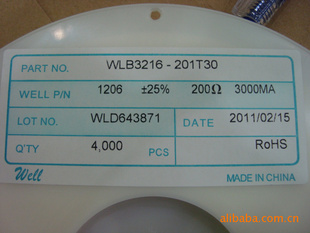 PART NO. WLB3216 - 201T30
WELL P/N 1206 ±25% 200Ω 3000MA
LOT NO. WLD643871 DATE 2011/02/15
Q'TY 4,000 PCS RoHS
Well MADE IN CHINA
alibaba.com.cn